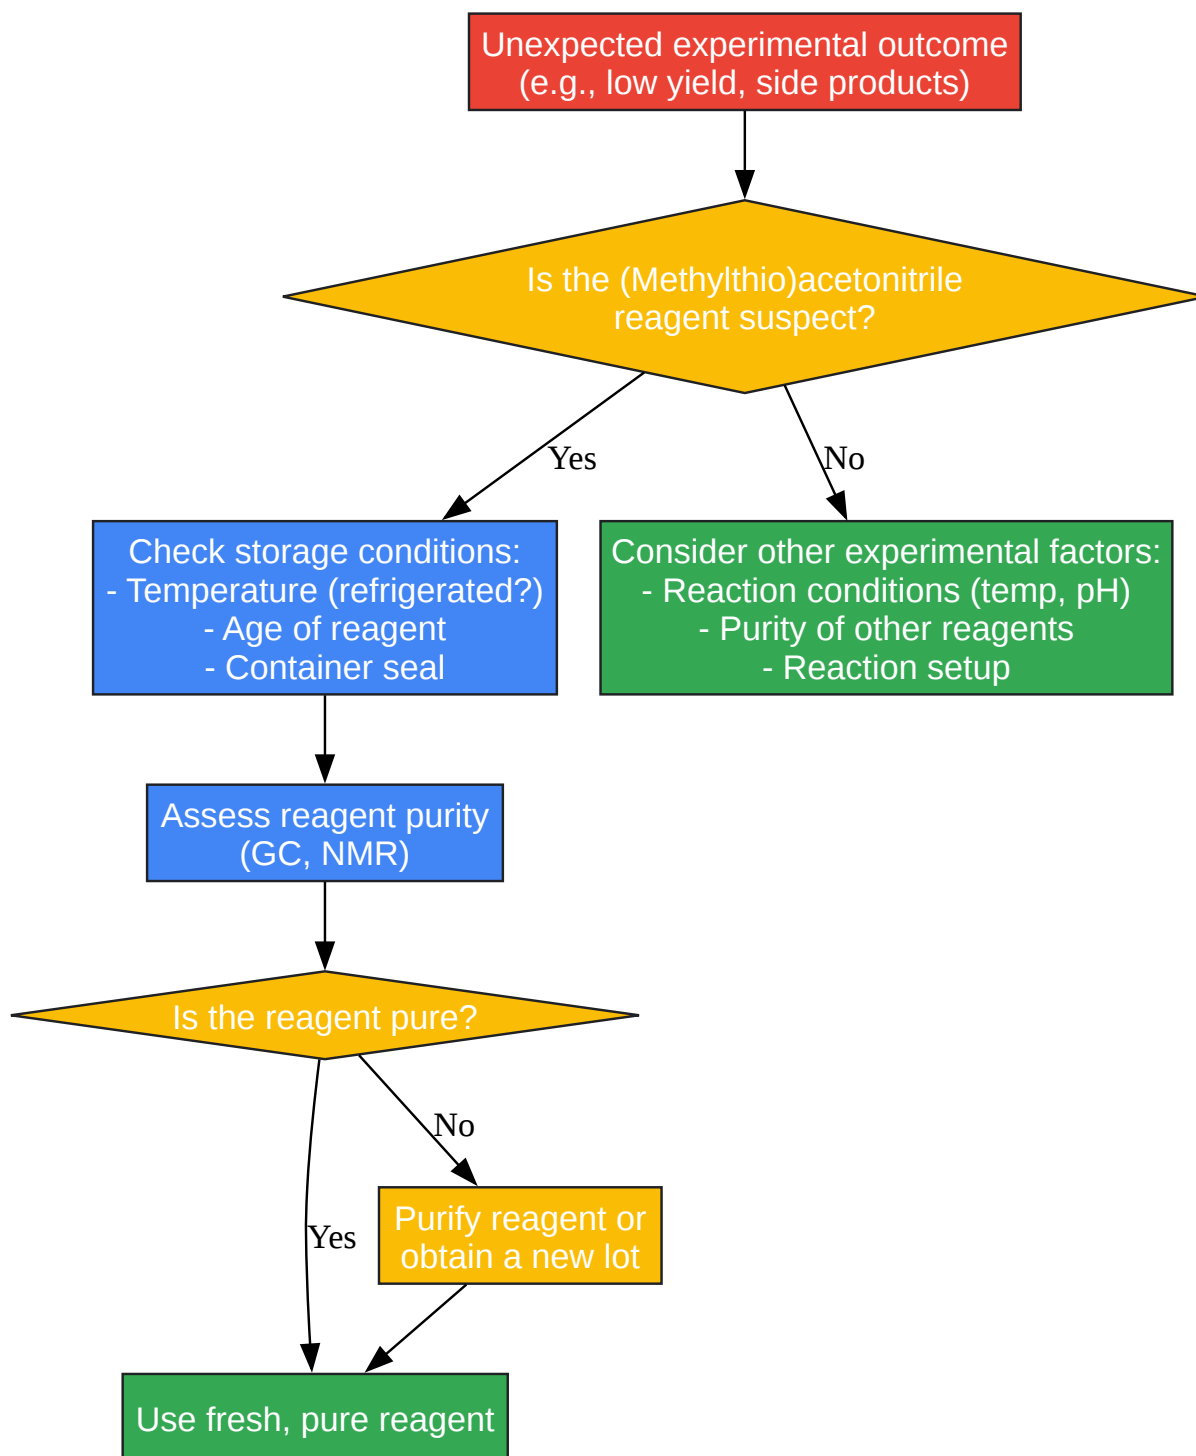 Unexpected experimental outcome
(e.g., low yield, side products)
Is the (Methylthio)acetonitrile
reagent suspect?
Yes
No
Check storage conditions:
- Temperature (refrigerated?)
- Age of reagent
- Container seal
Consider other experimental factors:
- Reaction conditions (temp, pH)
- Purity of other reagents
- Reaction setup
Assess reagent purity
(GC, NMR)
Is the reagent pure?
No
Yes
Purify reagent or
obtain a new lot
Use fresh, pure reagent